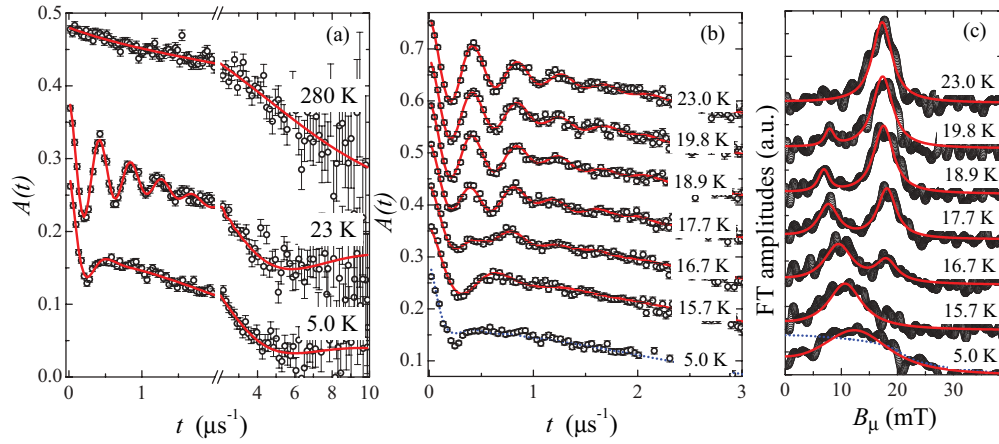 (a)
0.5
0.4
0.3
0.2
0.1
0.0
A(t)
280 K
23 K
5.0 K
1
4
6
8
10
t (μs⁻¹)
(b)
0.7
0.6
0.5
0.4
0.3
0.2
0.1
A(t)
23.0 K
19.8 K
18.9 K
17.7 K
16.7 K
15.7 K
5.0 K
0
1
2
3
t (μs⁻¹)
(c)
FT amplitudes (a.u.)
23.0 K
19.8 K
18.9 K
17.7 K
16.7 K
15.7 K
5.0 K
0
10
20
30
Bμ (mT)